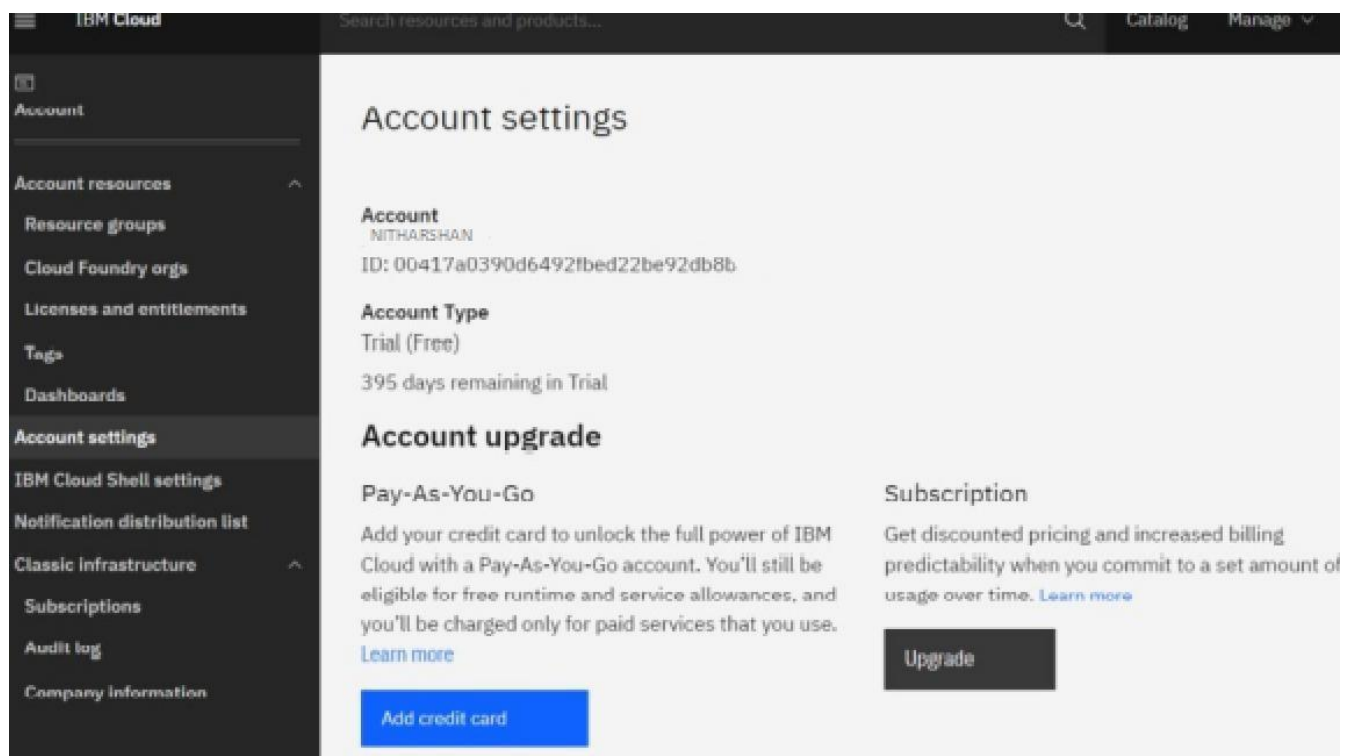 IBM Cloud
Search resources and products...
Catalog
Manage
Account
Account resources
Resource groups
Cloud Foundry orgs
Licenses and entitlements
Tags
Dashboards
Account settings
IBM Cloud Shell settings
Notification distribution list
Classic infrastructure
Subscriptions
Audit log
Company information
Account settings
Account
NITHARSHAN
ID: 00417a0390d6492fbed22be92db8b
Account Type
Trial (Free)
395 days remaining in Trial
Account upgrade
Pay-As-You-Go
Add your credit card to unlock the full power of IBM
Cloud with a Pay-As-You-Go account. You'll still be
eligible for free runtime and service allowances, and
you'll be charged only for paid services that you use.
Learn more
Add credit card
Subscription
Get discounted pricing and increased billing
predictability when you commit to a set amount of
usage over time. Learn more
Upgrade